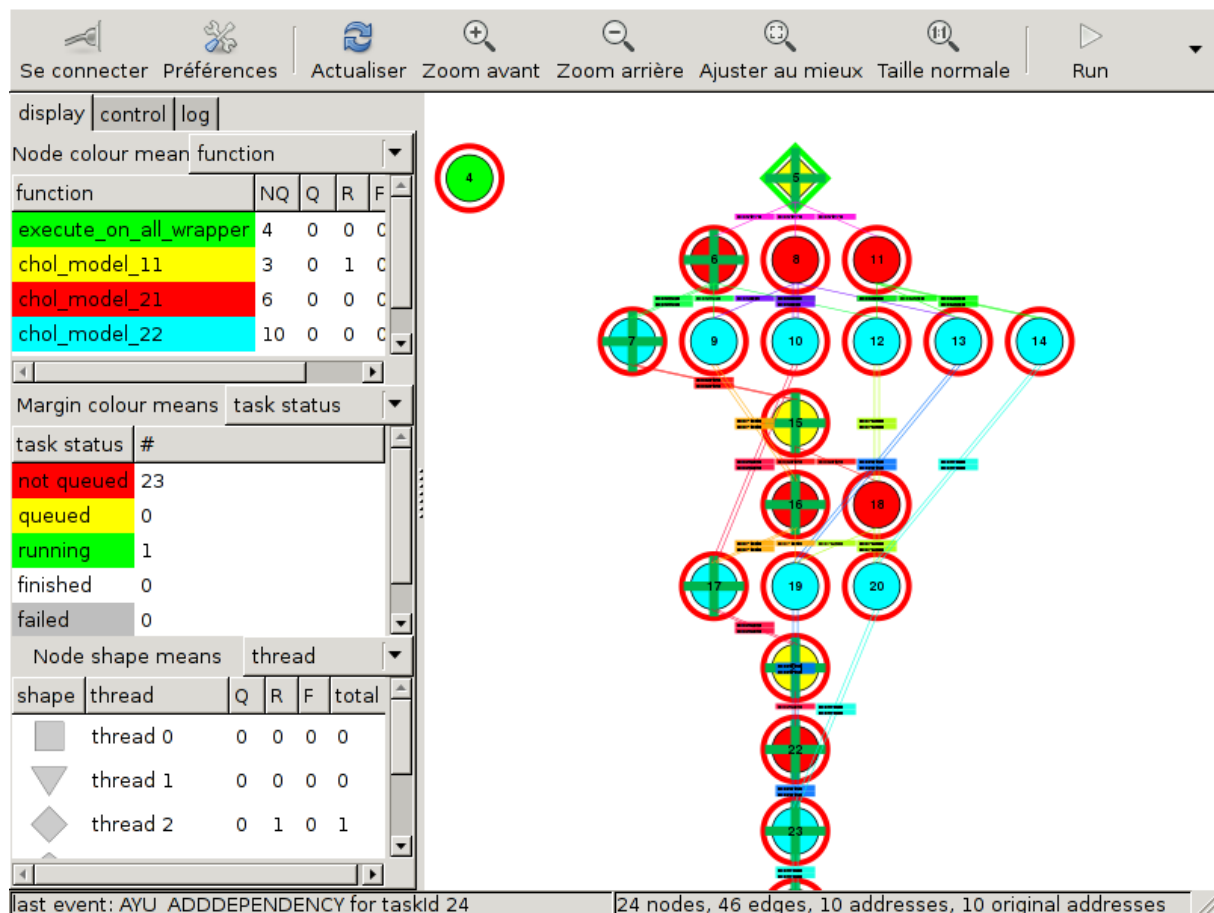 Se connecter Préférences Actualiser Zoom avant Zoom arrière Ajuster au mieux Taille normale Run
display control log
Node colour mean function
function NQ Q R F
execute_on_all_wrapper 4 0 0 0
chol_model_11 3 0 1 0
chol_model_21 6 0 0 0
chol_model_22 10 0 0 0
Margin colour means task status
task status #
not queued 23
queued 0
running 1
finished 0
failed 0
Node shape means thread
shape thread Q R F total
thread 0 0 0 0 0
thread 1 0 0 0 0
thread 2 0 1 0 1
4 5
6 8 11
7 9 10 12 13 14
15
16 18
17 19 20
22
23
last event: AYU_ADDDEPENDENCY for taskId 24
24 nodes, 46 edges, 10 addresses, 10 original addresses